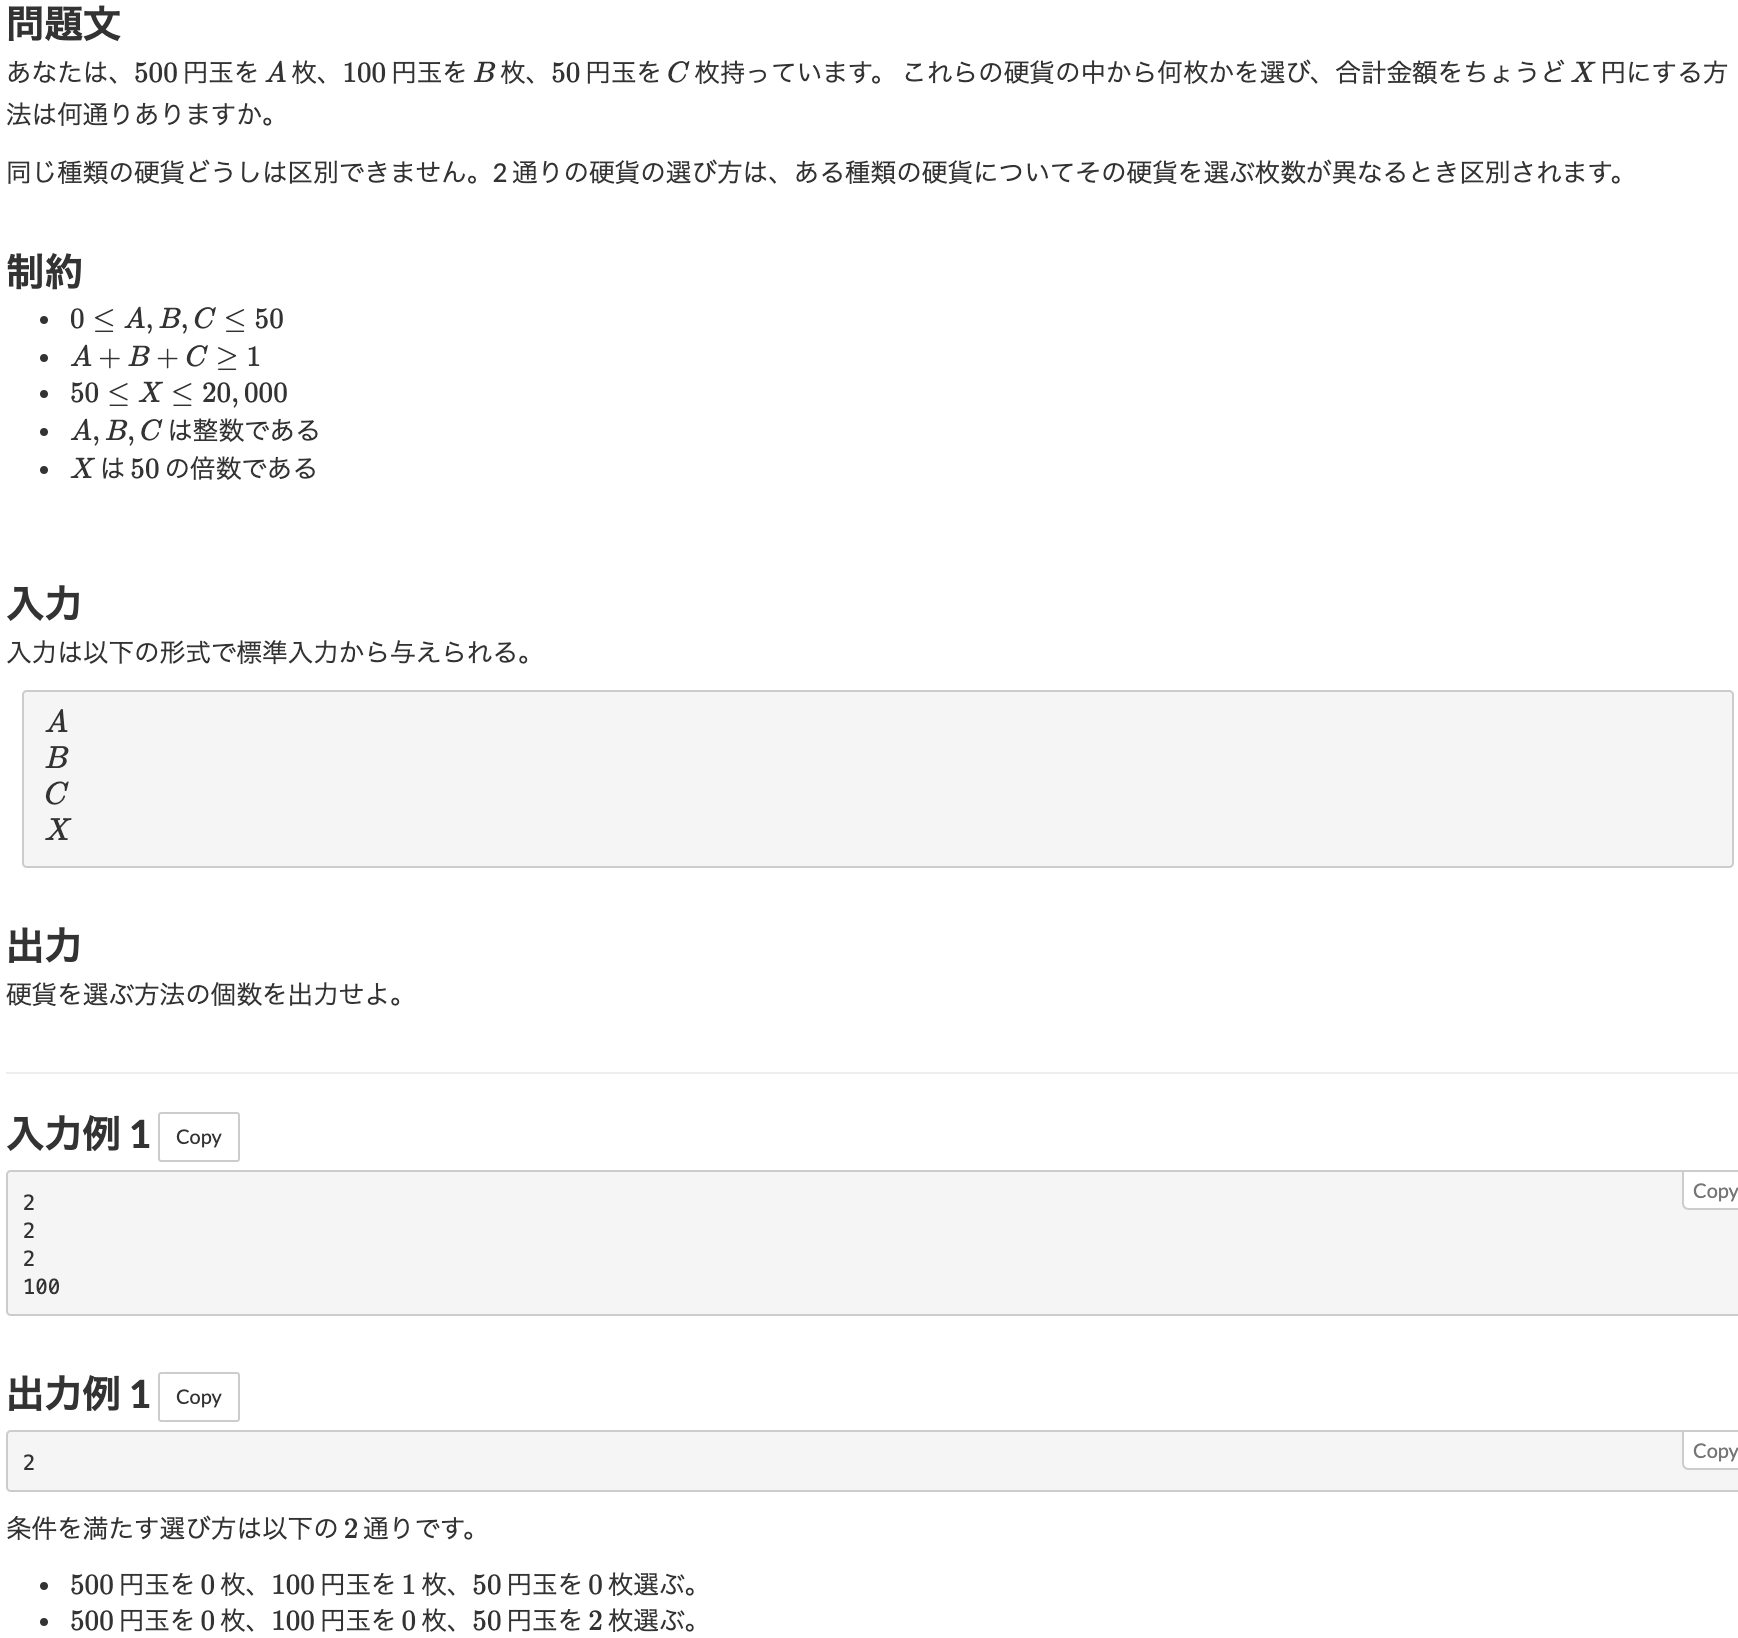 問題文
あなたは、500 円玉を A 枚、100 円玉を B 枚、50 円玉を C 枚持っています。 これらの硬貨の中から何枚かを選び、合計金額をちょうど X 円にする方
法は何通りありますか。
同じ種類の硬貨どうしは区別できません。2 通りの硬貨の選び方は、ある種類の硬貨についてその硬貨を選ぶ枚数が異なるとき区別されます。
制約
• 0 ≤ A, B, C ≤ 50
• A + B + C ≥ 1
• 50 ≤ X ≤ 20,000
• A, B, C は整数である
• X は 50 の倍数である
入力
入力は以下の形式で標準入力から与えられる。
A
B
C
X
出力
硬貨を選ぶ方法の個数を出力せよ。
入力例 1 Copy
Copy
2
2
2
100
出力例 1 Copy
Copy
2
条件を満たす選び方は以下の 2 通りです。
• 500 円玉を 0 枚、100 円玉を 1 枚、50 円玉を 0 枚選ぶ。
• 500 円玉を 0 枚、100 円玉を 0 枚、50 円玉を 2 枚選ぶ。